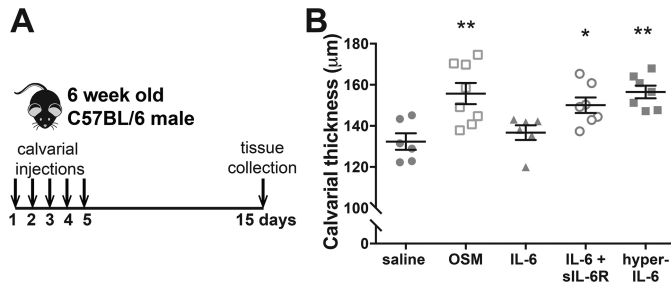 A
6 week old
C57BL/6 male
calvarial
injections
tissue
collection
1 2 3 4 5 15 days
B
Calvarial thickness (μm)
180
160
140
120
100
0
** * **
saline OSM IL-6 IL-6 + sIL-6R hyper-IL-6